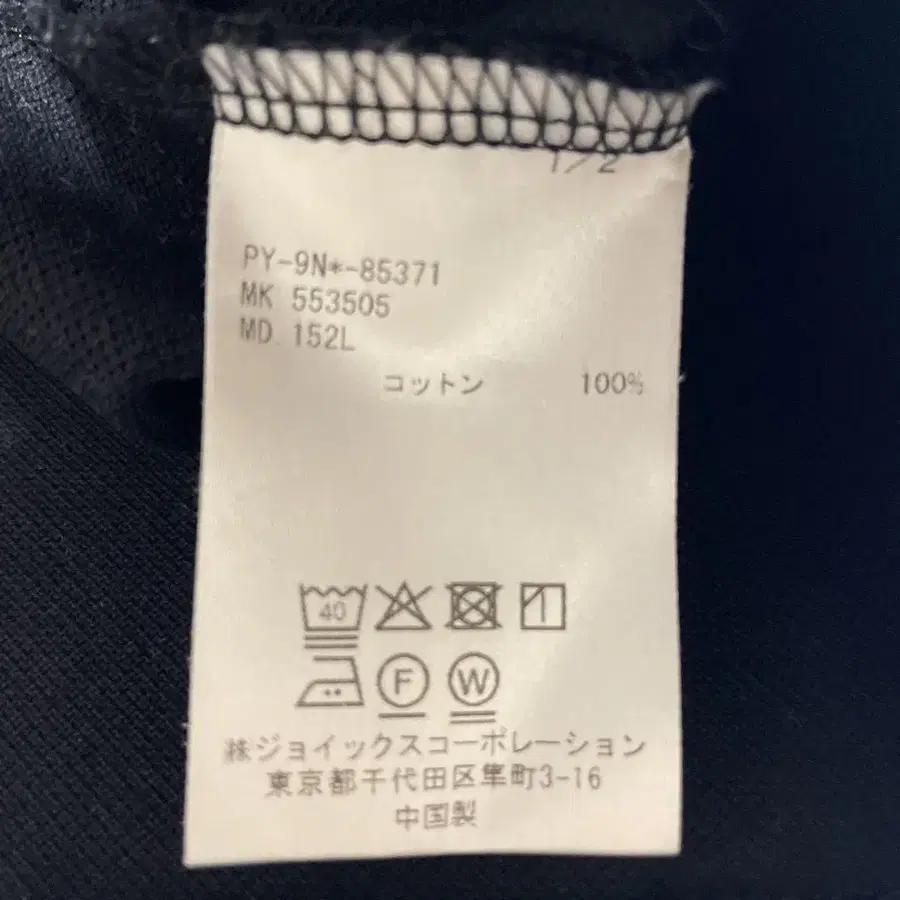 1/2
PY-9N*-85371
MK 553505
MD 152L
コットン 100%
40
F W
㈱ジョイックスコーポレーション
東京都千代田区隼町3-16
中国製